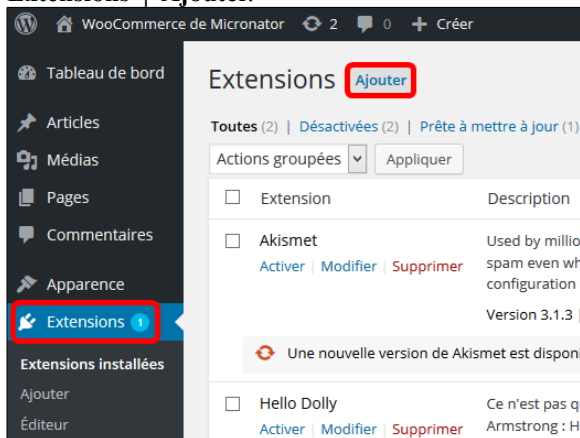 Extensions | Ajouter.
WooCommerce de Micronator 2 0 + Créer
Tableau de bord
Articles
Médias
Pages
Commentaires
Apparence
Extensions 1
Extensions installées
Ajouter
Éditeur
Extensions Ajouter
Toutes (2) | Désactivées (2) | Prête à mettre à jour (1)
Actions groupées Appliquer
Extension Description
Akismet Used by millio
Activer | Modifier | Supprimer spam even wh
configuration
Version 3.1.3 |
Une nouvelle version de Akismet est disponi
Hello Dolly Ce n'est pas q
Activer | Modifier | Supprimer Armstrong : H